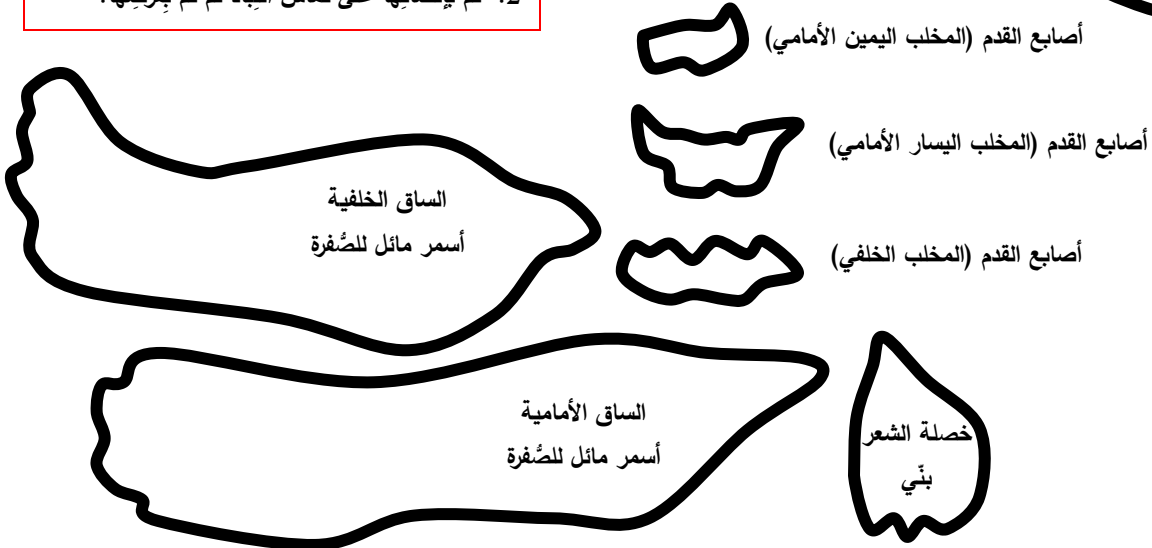 أصابع القدم (المخلب اليمين الأمامي)
أصابع القدم (المخلب اليسار الأمامي)
الساق الخلفية
أسمر مائل للصُّفرة
أصابع القدم (المخلب الخلفي)
الساق الأمامية
أسمر مائل للصُّفرة
خصلة الشعر
بنّي